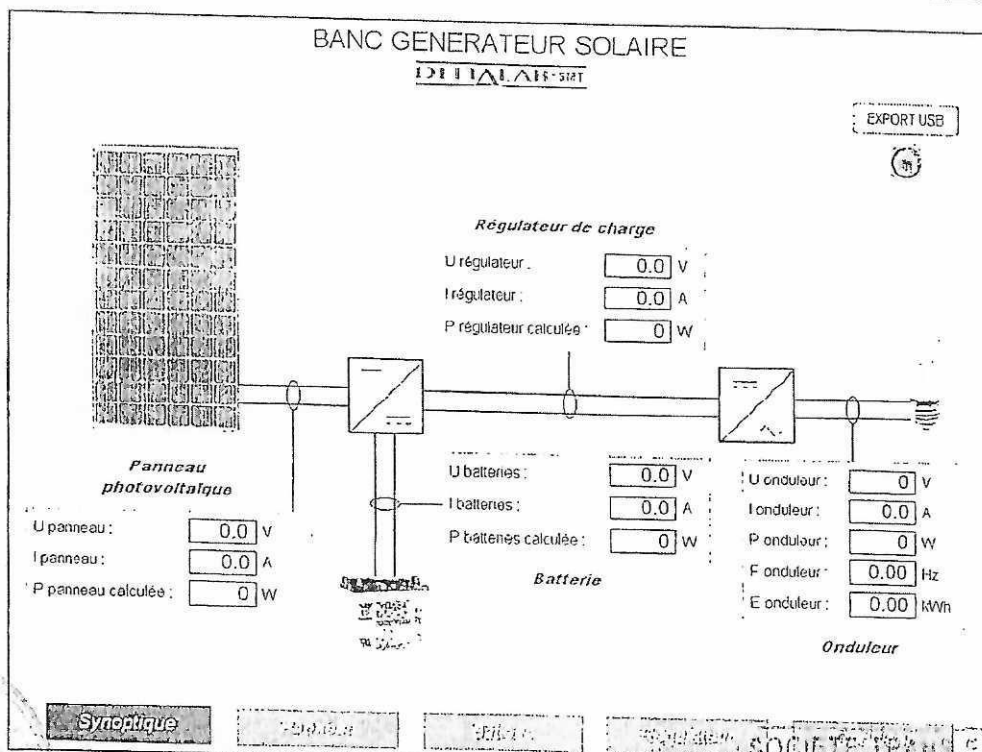 BANC GENERATEUR SOLAIRE
EXPORT USB
Régulateur de charge
U régulateur : 0.0 V
I régulateur : 0.0 A
P régulateur calculée : 0 W
Panneau
photovoltaïque
U panneau : 0.0 V
I panneau : 0.0 A
P panneau calculée : 0 W
U batteries : 0.0 V
I batteries : 0.0 A
P batteries calculée : 0 W
Batterie
U onduleur : 0 V
I onduleur : 0.0 A
P onduleur : 0 W
F onduleur : 0.00 Hz
E onduleur : 0.00 kWh
Onduleur
Synoptique